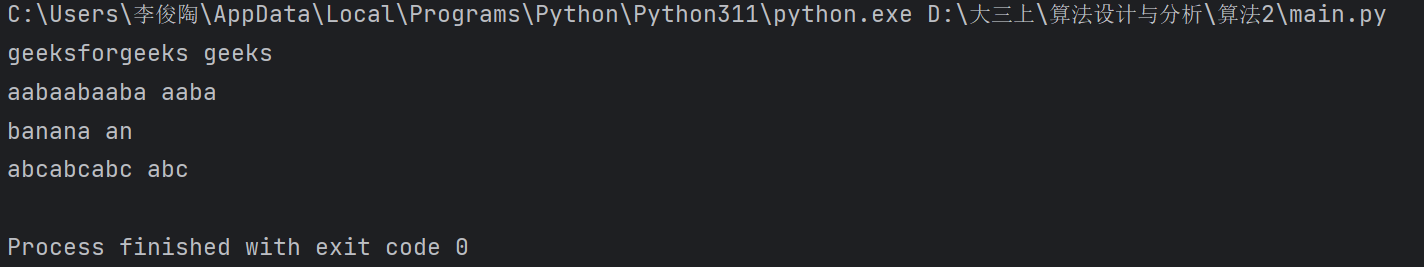 C:\Users\李俊陶\AppData\Local\Programs\Python\Python311\python.exe D:\大三上\算法设计与分析\算法2\main.py
geeksforgeeks geeks
aabaabaaba aaba
banana an
abcabcabc abc
Process finished with exit code 0